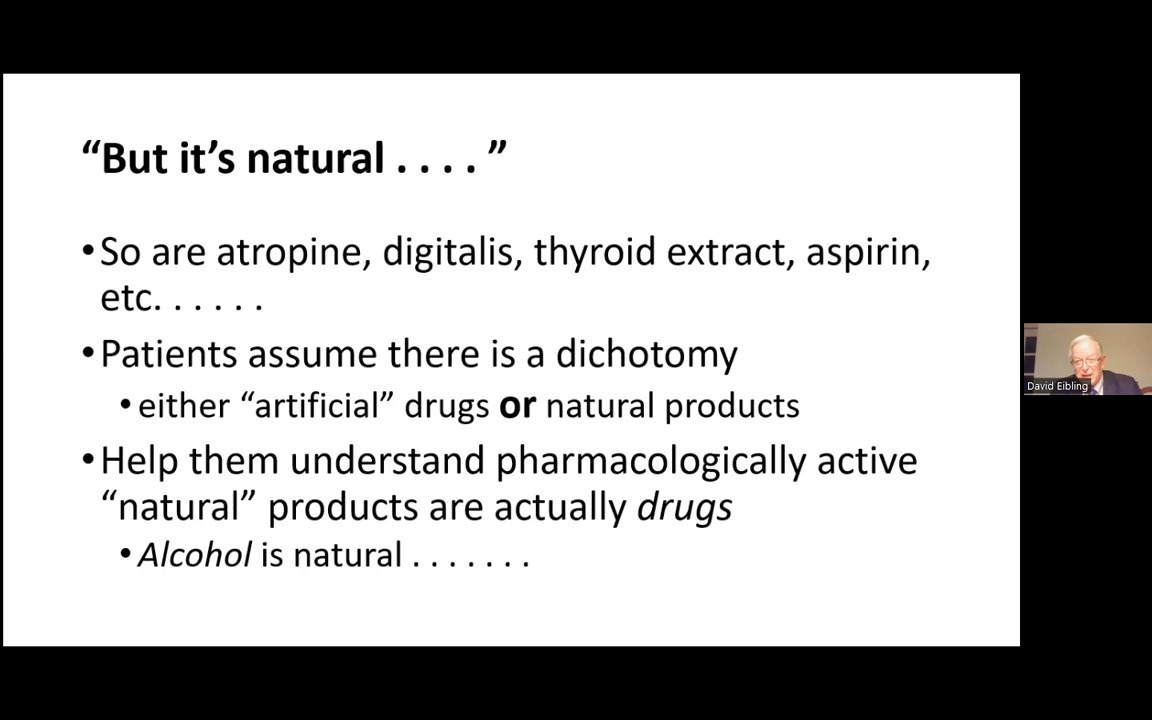 “But it’s natural . . . . ”
•So are atropine, digitalis, thyroid extract, aspirin,
etc. . . . . .
•Patients assume there is a dichotomy
•either “artificial” drugs or natural products
•Help them understand pharmacologically active
“natural” products are actually drugs
•Alcohol is natural . . . . . . .
David Eibling